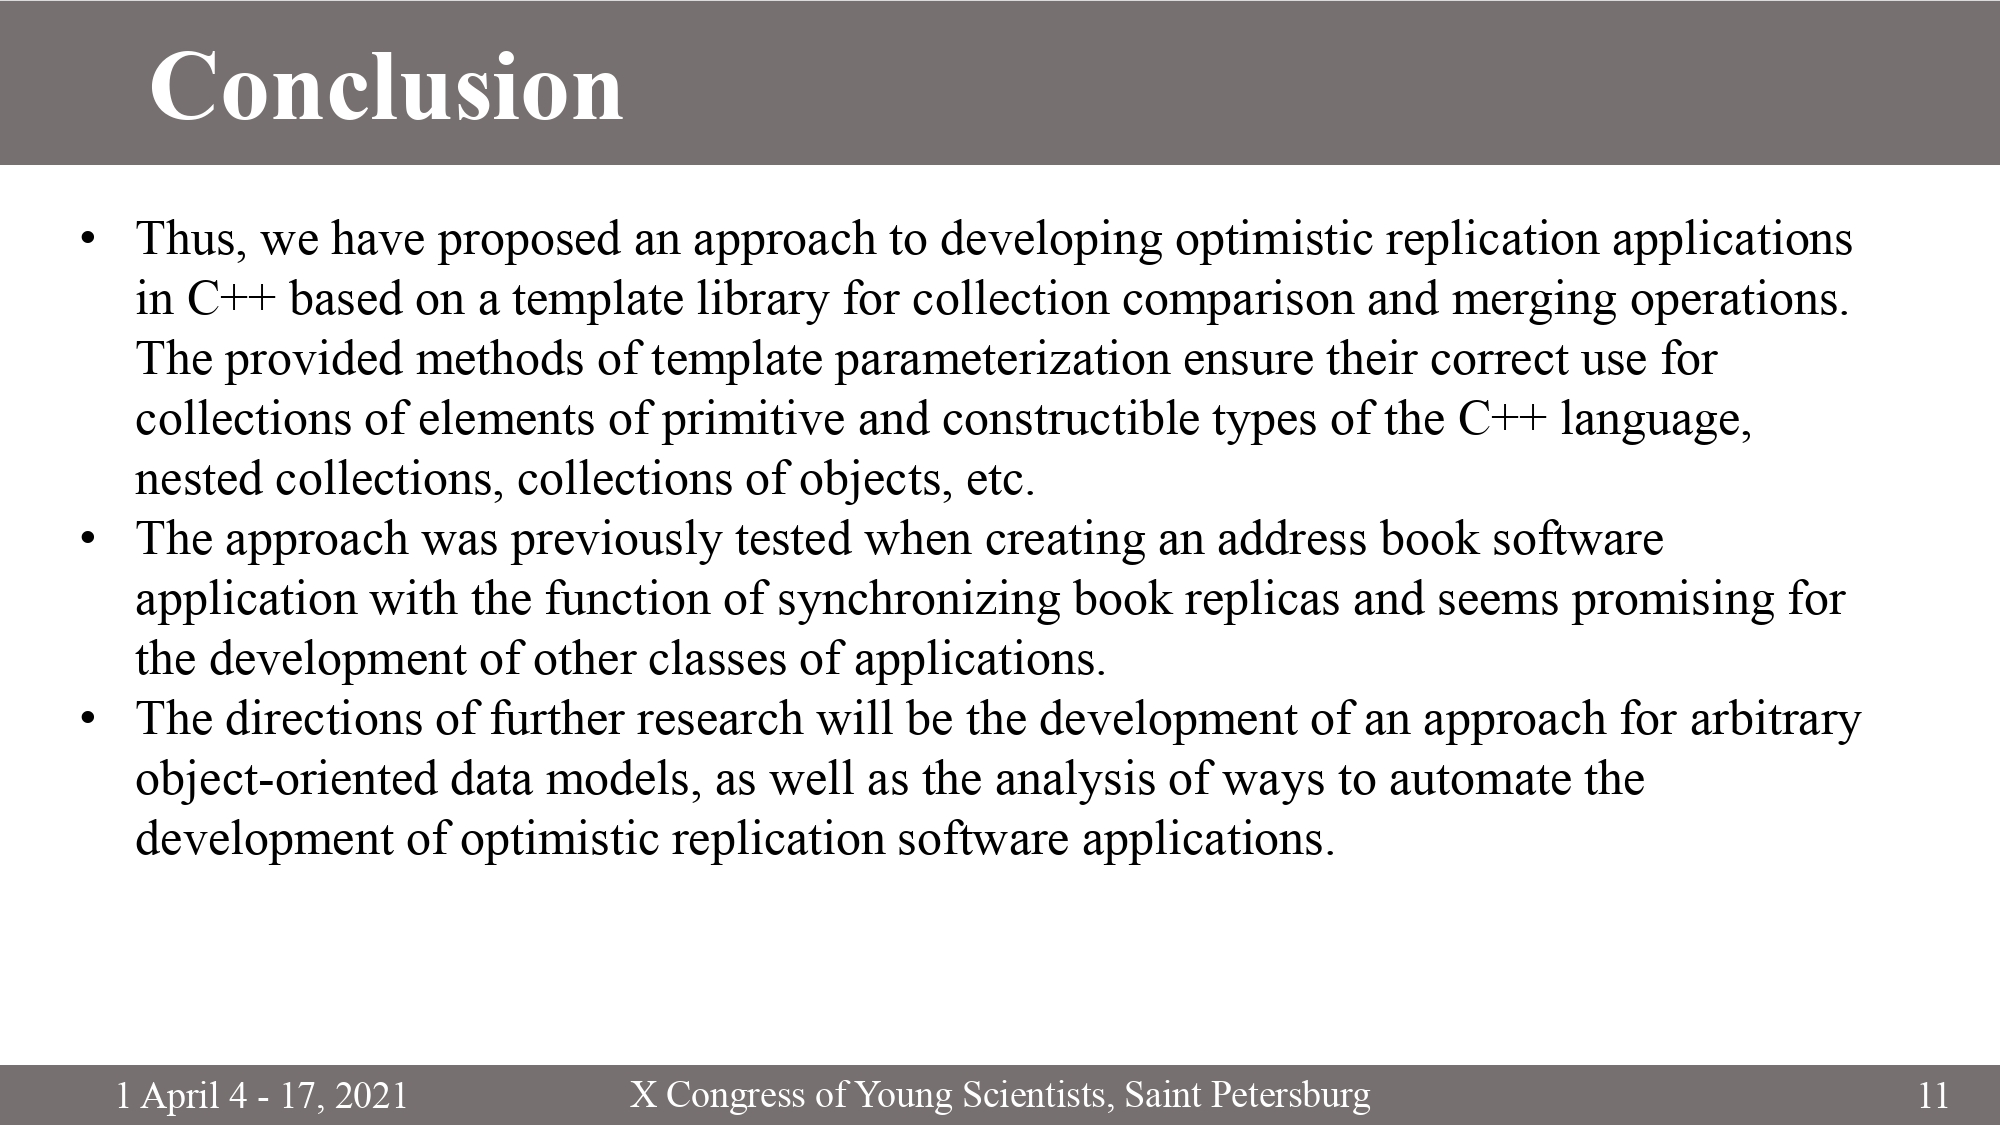 Conclusion
• Thus, we have proposed an approach to developing optimistic replication applications
in C++ based on a template library for collection comparison and merging operations.
The provided methods of template parameterization ensure their correct use for
collections of elements of primitive and constructible types of the C++ language,
nested collections, collections of objects, etc.
• The approach was previously tested when creating an address book software
application with the function of synchronizing book replicas and seems promising for
the development of other classes of applications.
• The directions of further research will be the development of an approach for arbitrary
object-oriented data models, as well as the analysis of ways to automate the
development of optimistic replication software applications.
1 April 4 - 17, 2021
X Congress of Young Scientists, Saint Petersburg
11